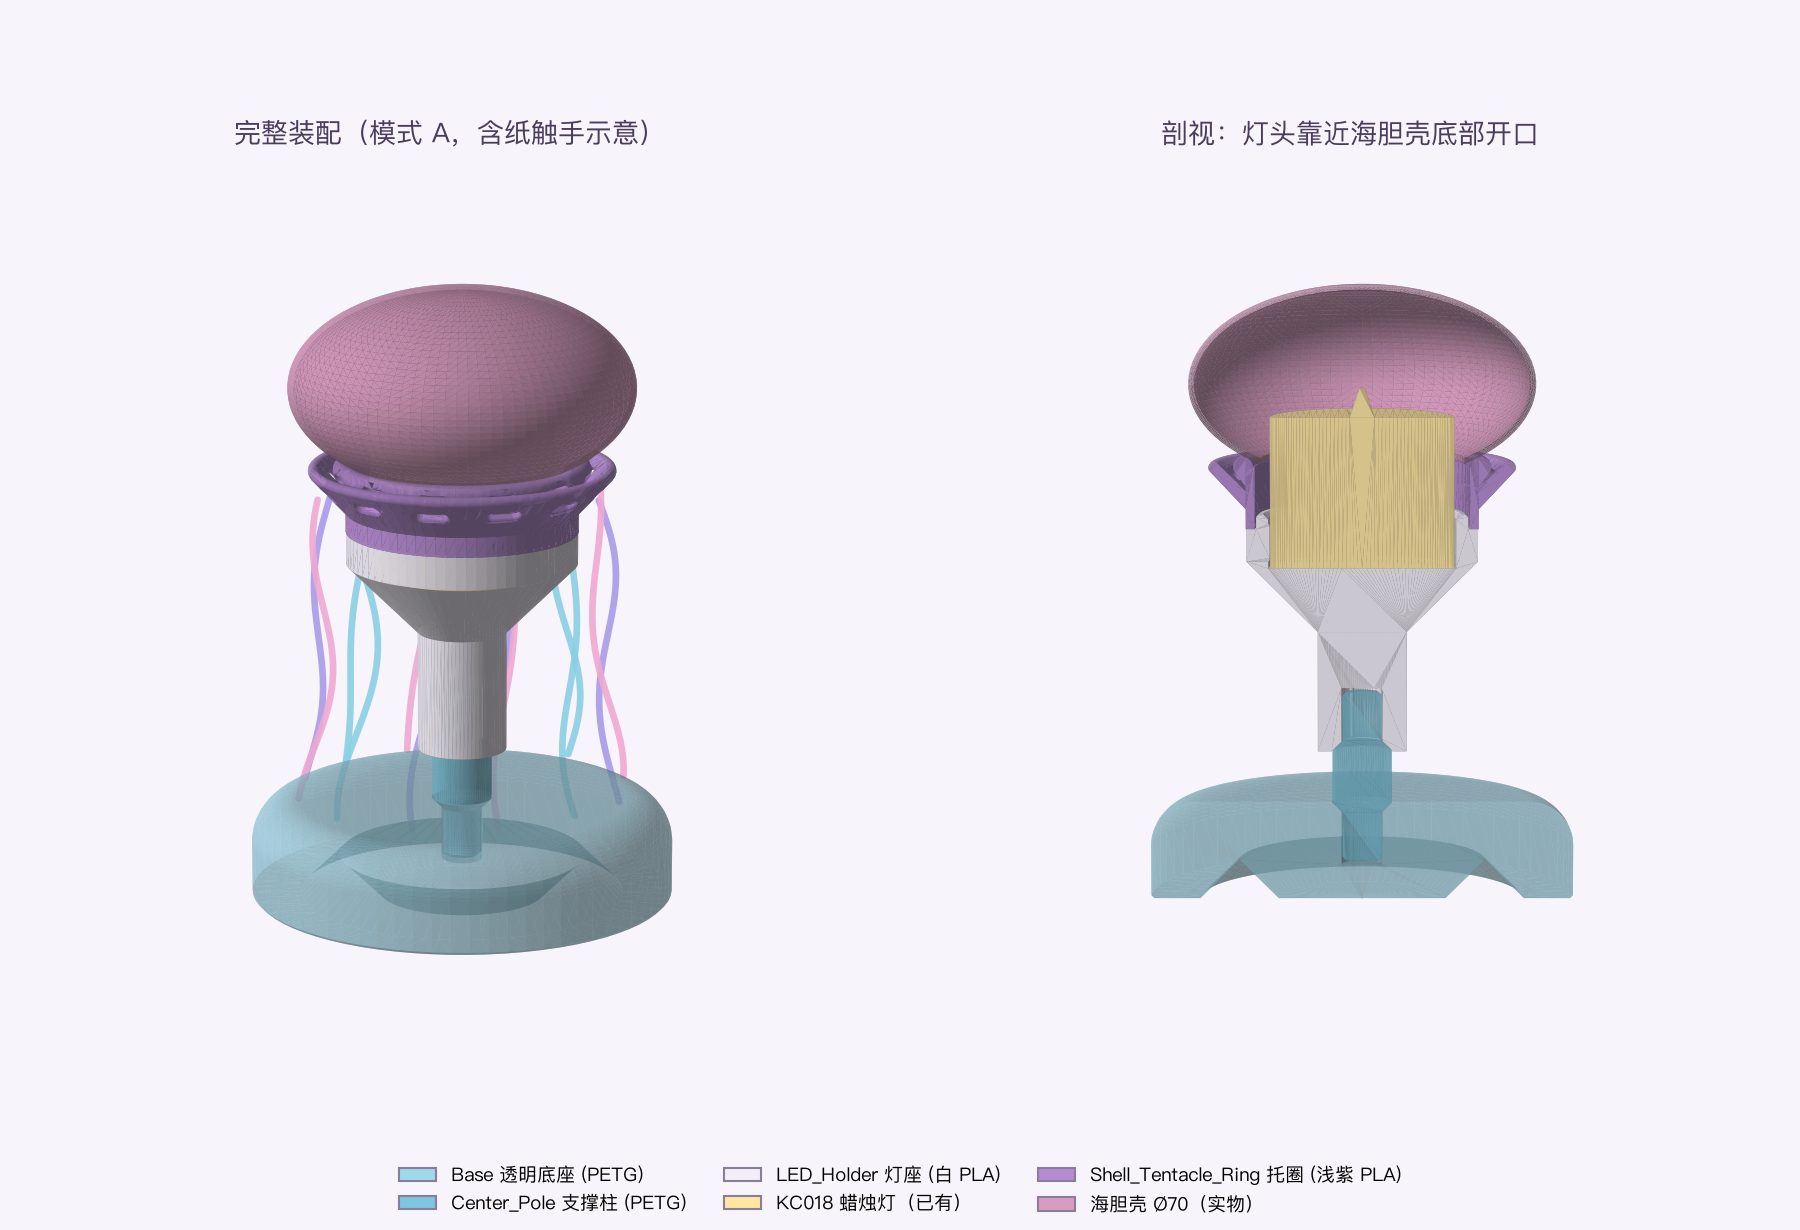 完整装配（模式 A，含纸触手示意）
剖视：灯头靠近海胆壳底部开口
Base 透明底座 (PETG)
LED_Holder 灯座 (白 PLA)
Shell_Tentacle_Ring 托圈 (浅紫 PLA)
Center_Pole 支撑柱 (PETG)
KC018 蜡烛灯（已有）
海胆壳 Ø70（实物）